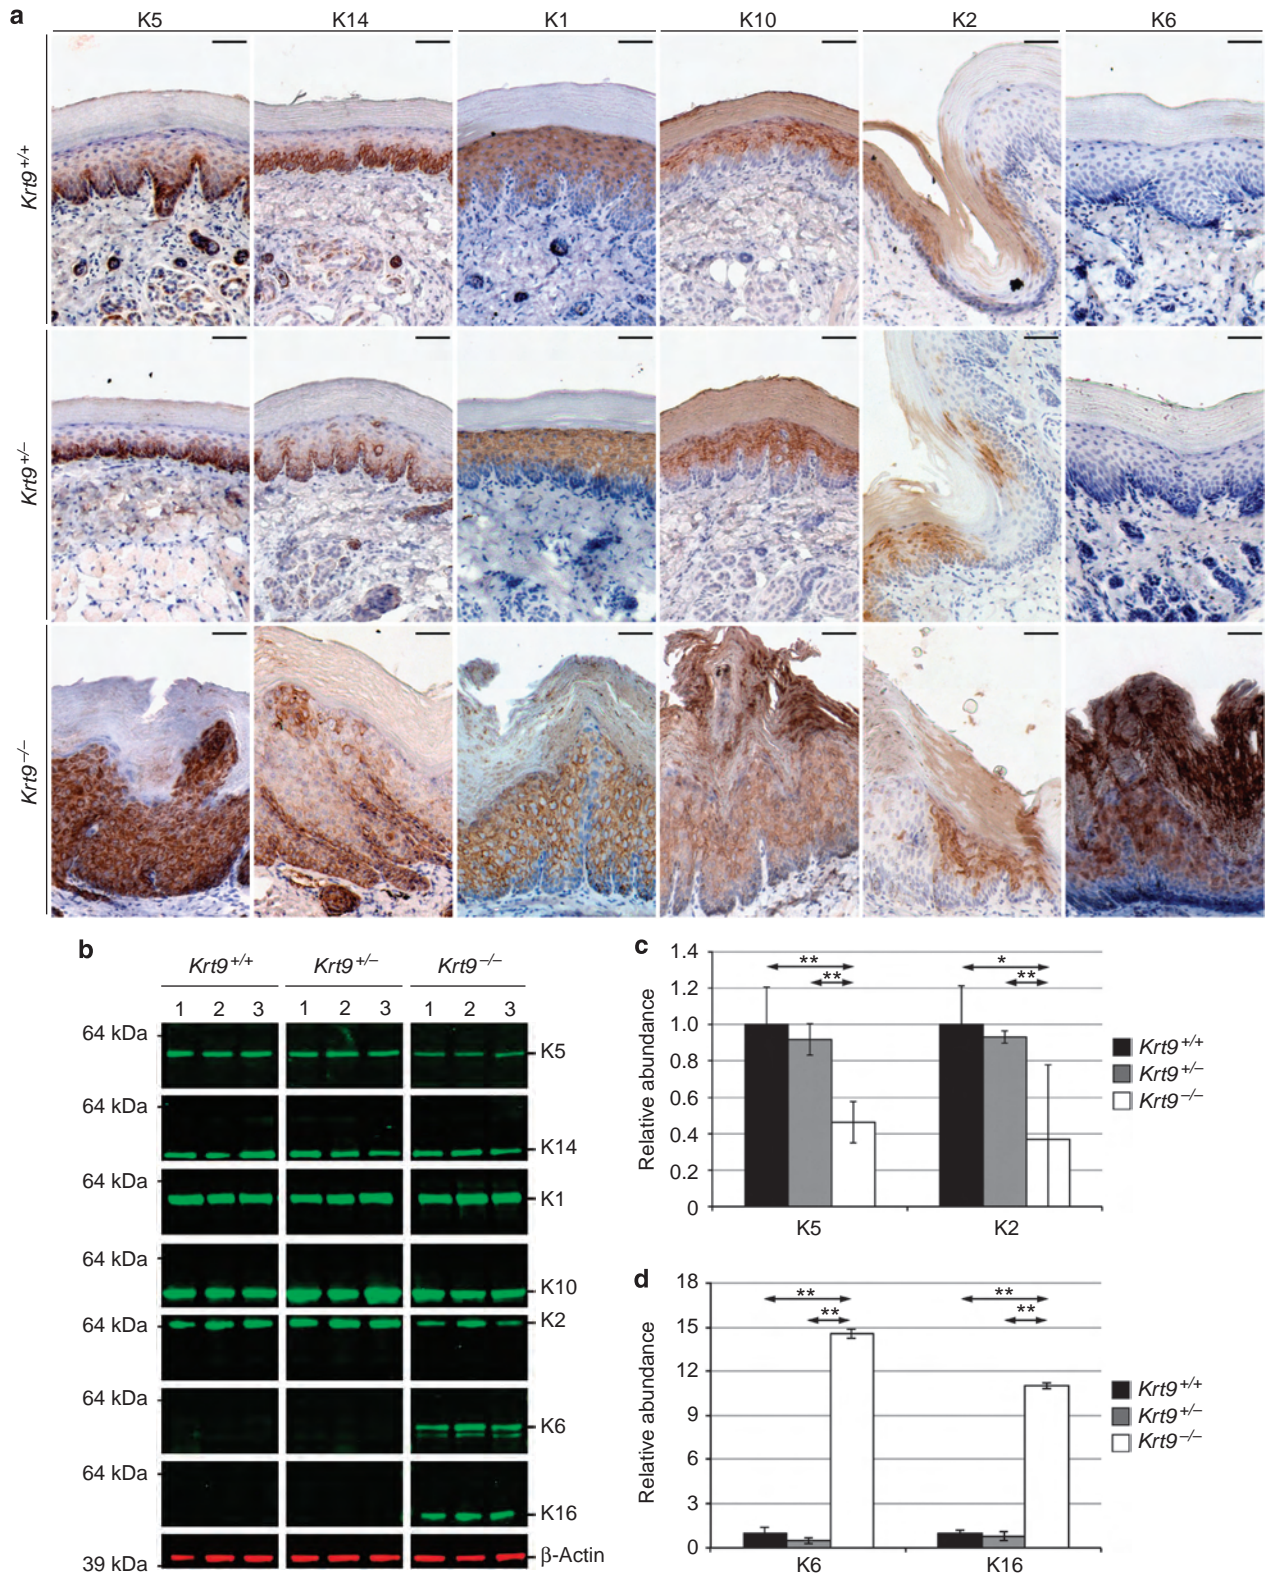 a
K5 K14 K1 K10 K2 K6
Krt9+/+
Krt9+/–
Krt9–/–
b
Krt9+/+ Krt9+/– Krt9–/–
1 2 3 1 2 3 1 2 3
64 kDa K5
64 kDa K14
64 kDa K1
64 kDa K10
64 kDa K2
64 kDa K6
64 kDa K16
39 kDa β-Actin
c
Relative abundance
1.4
1.2
1.0
0.8
0.6
0.4
0.2
0
** ** * **
K5 K2
Krt9+/+
Krt9+/–
Krt9–/–
d
Relative abundance
18
15
12
9
6
3
0
** ** ** **
K6 K16
Krt9+/+
Krt9+/–
Krt9–/–